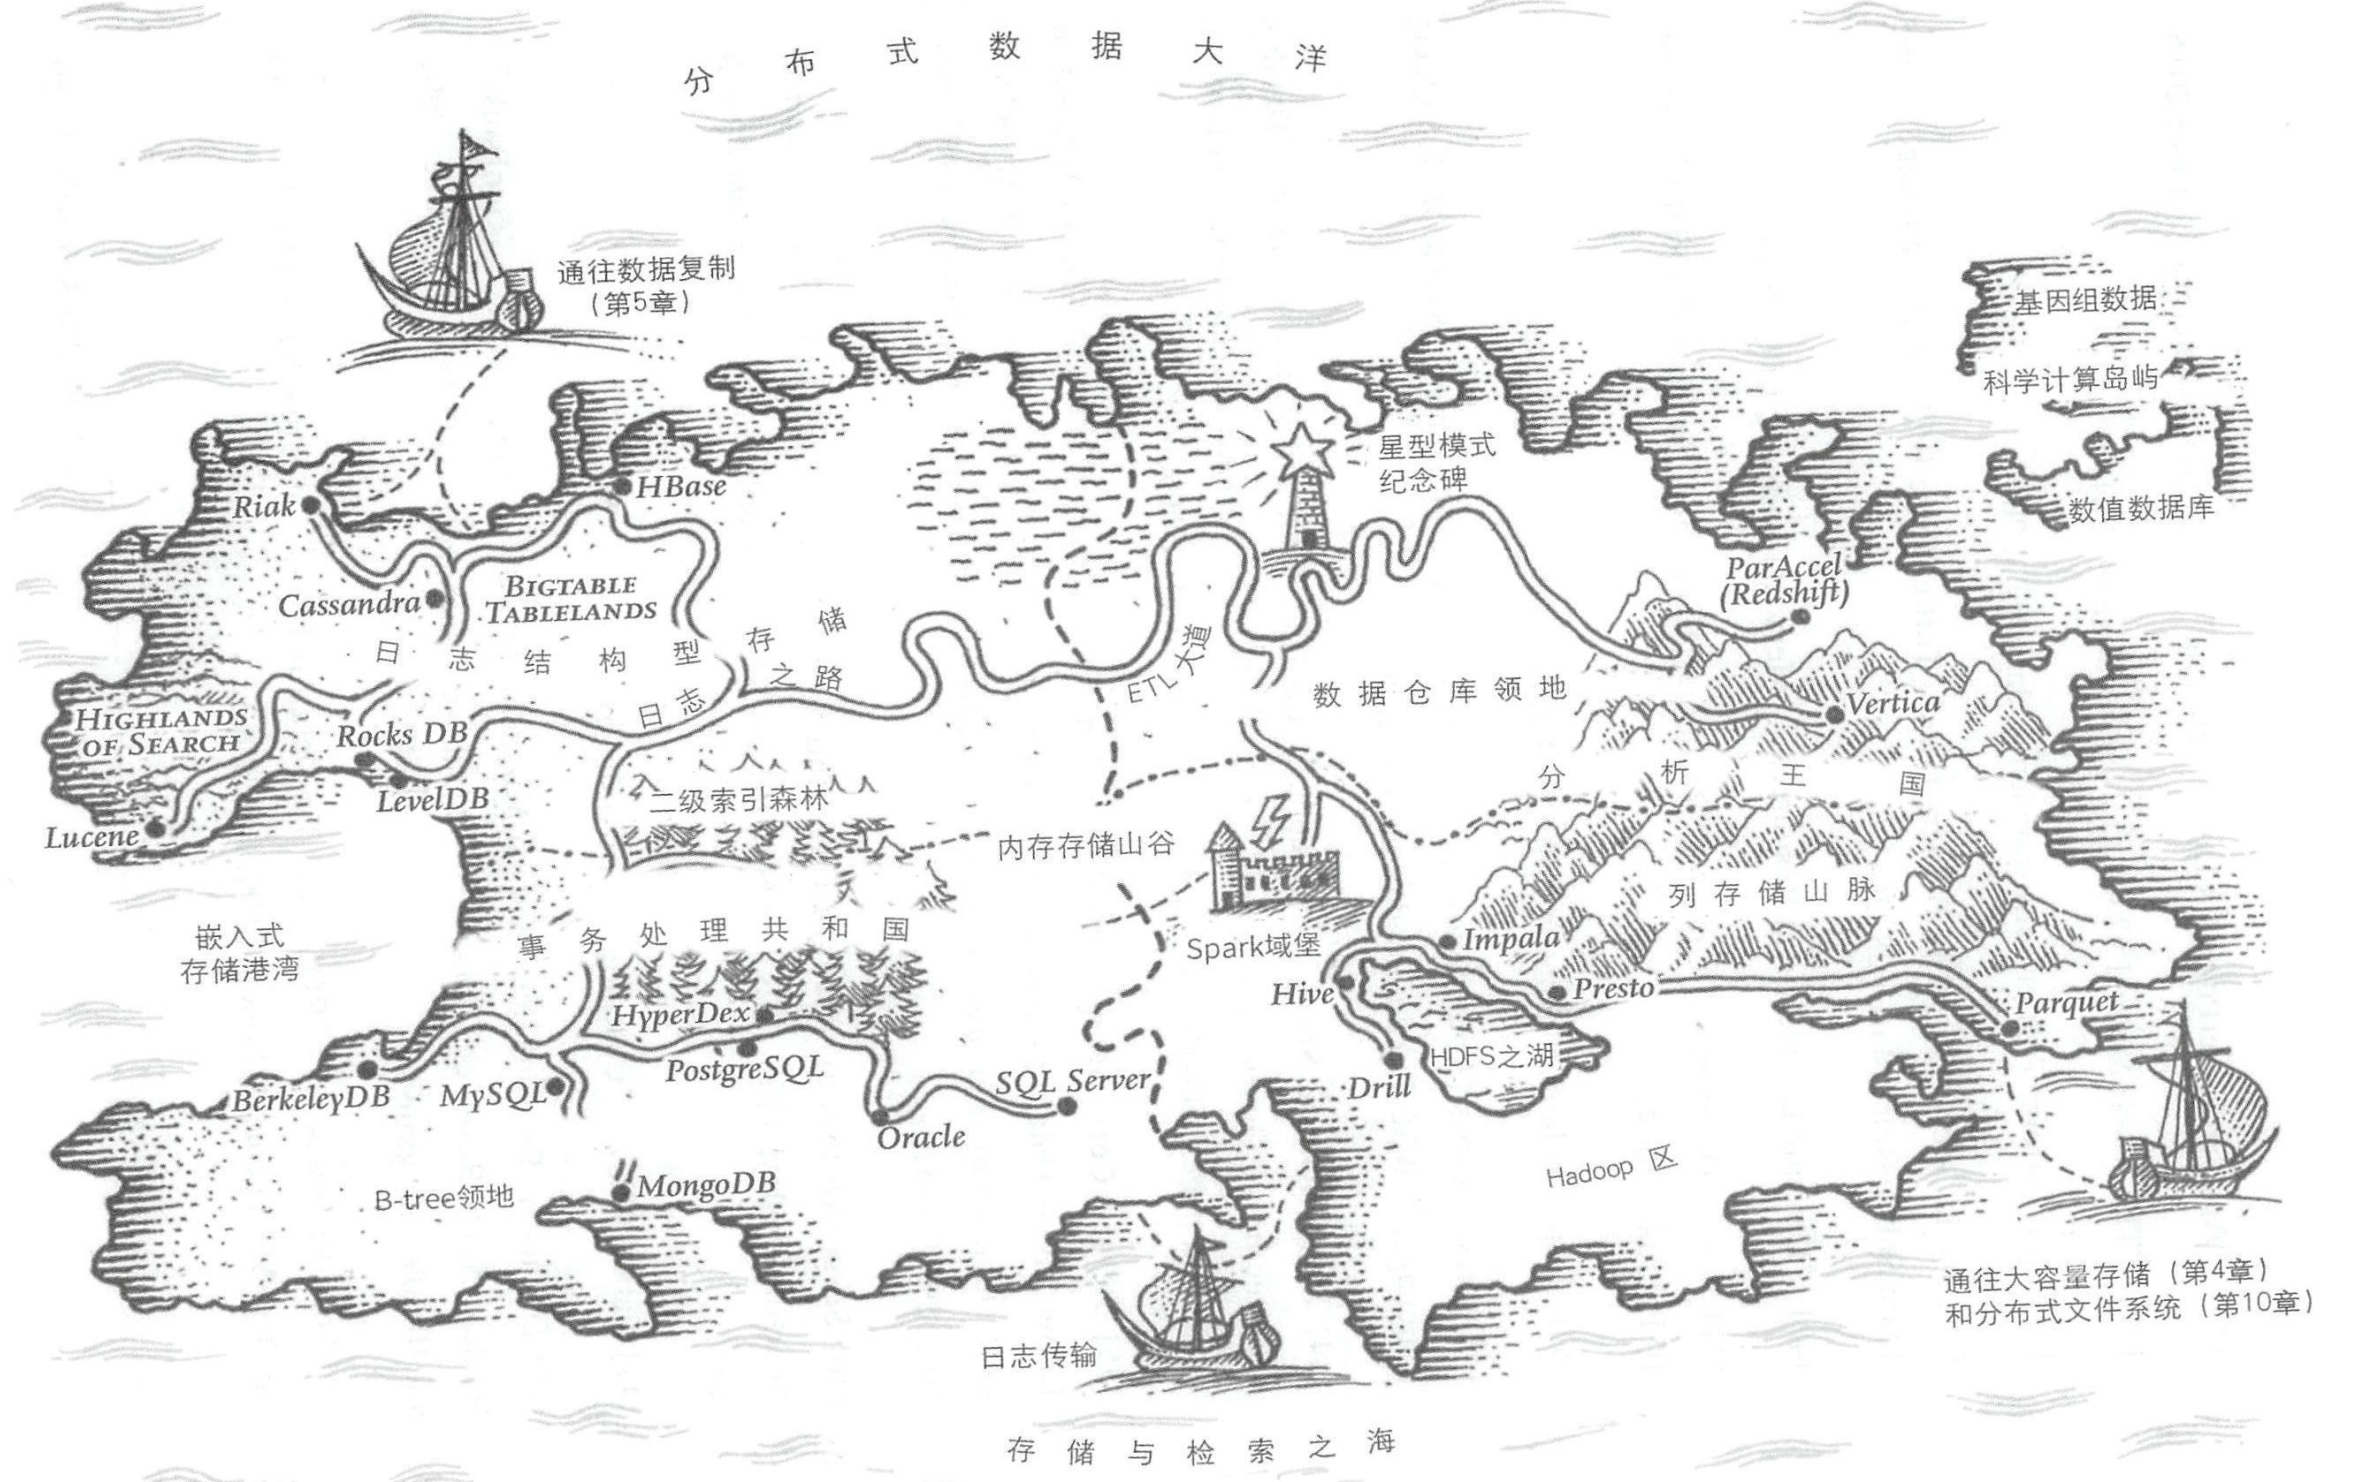 分布式数据大洋
通往数据复制
（第5章）
基因组数据
科学计算岛屿
数值数据库
星型模式
纪念碑
Riak
HBase
Cassandra
BIGTABLE
TABLELANDS
ParAccel
(Redshift)
日志结构型存储
日志之路
ETL大道
数据仓库领地
Vertica
HIGHLANDS
OF SEARCH
Rocks DB
LevelDB
Lucene
二级索引森林
内存存储山谷
分析王国
列存储山脉
嵌入式
存储港湾
事务处理共和国
Spark域堡
Impala
Hive
Presto
Parquet
HyperDex
PostgreSQL
BerkeleyDB
MySQL
SQL Server
Oracle
Drill
HDFS之湖
MongoDB
B-tree领地
Hadoop 区
通往大容量存储（第4章）
和分布式文件系统（第10章）
日志传输
存储与检索之海